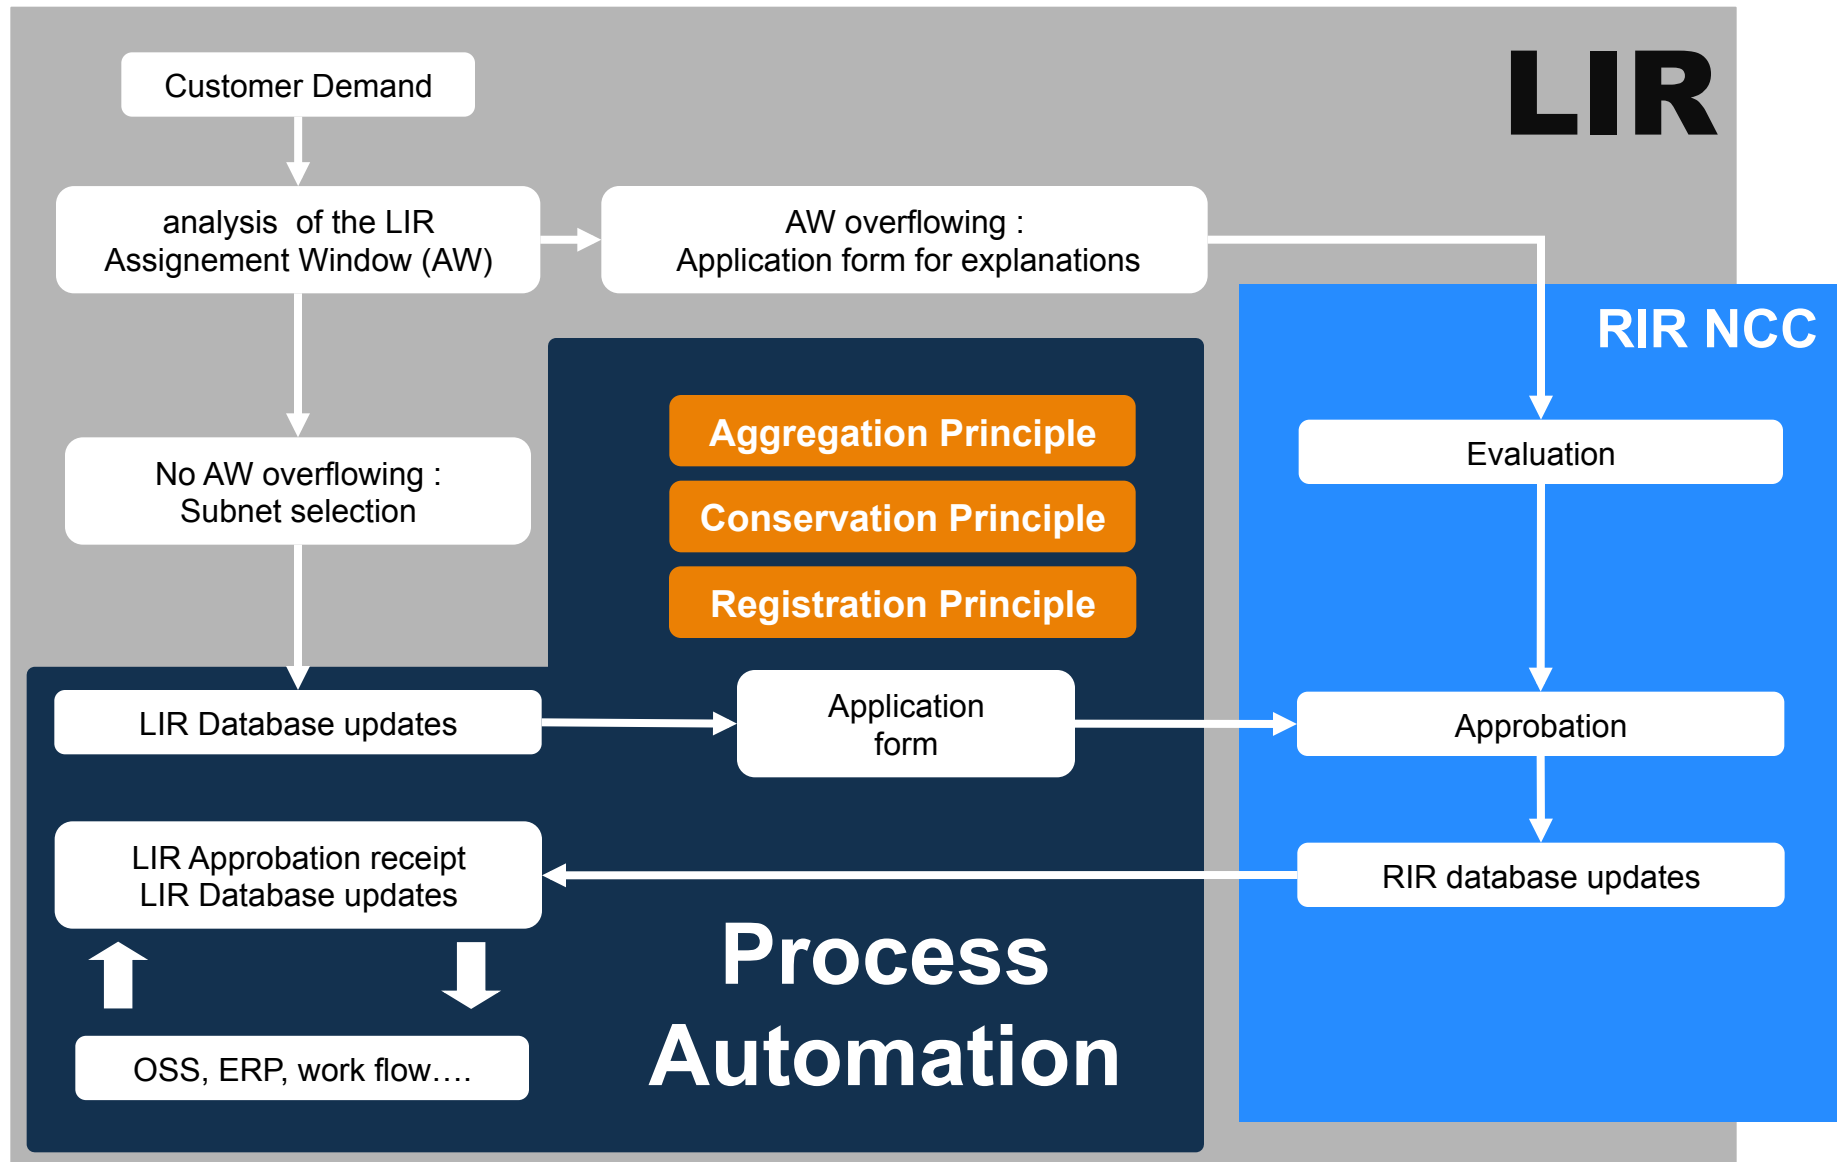 LIR
Customer Demand
analysis  of the LIR
Assignement Window (AW)
AW overflowing :
Application form for explanations
RIR NCC
Aggregation Principle
Evaluation
No AW overflowing :
Subnet selection
Conservation Principle
Registration Principle
LIR Database updates
Application
form
Approbation
LIR Approbation receipt
LIR Database updates
RIR database updates
Process
Automation
OSS, ERP, work flow….